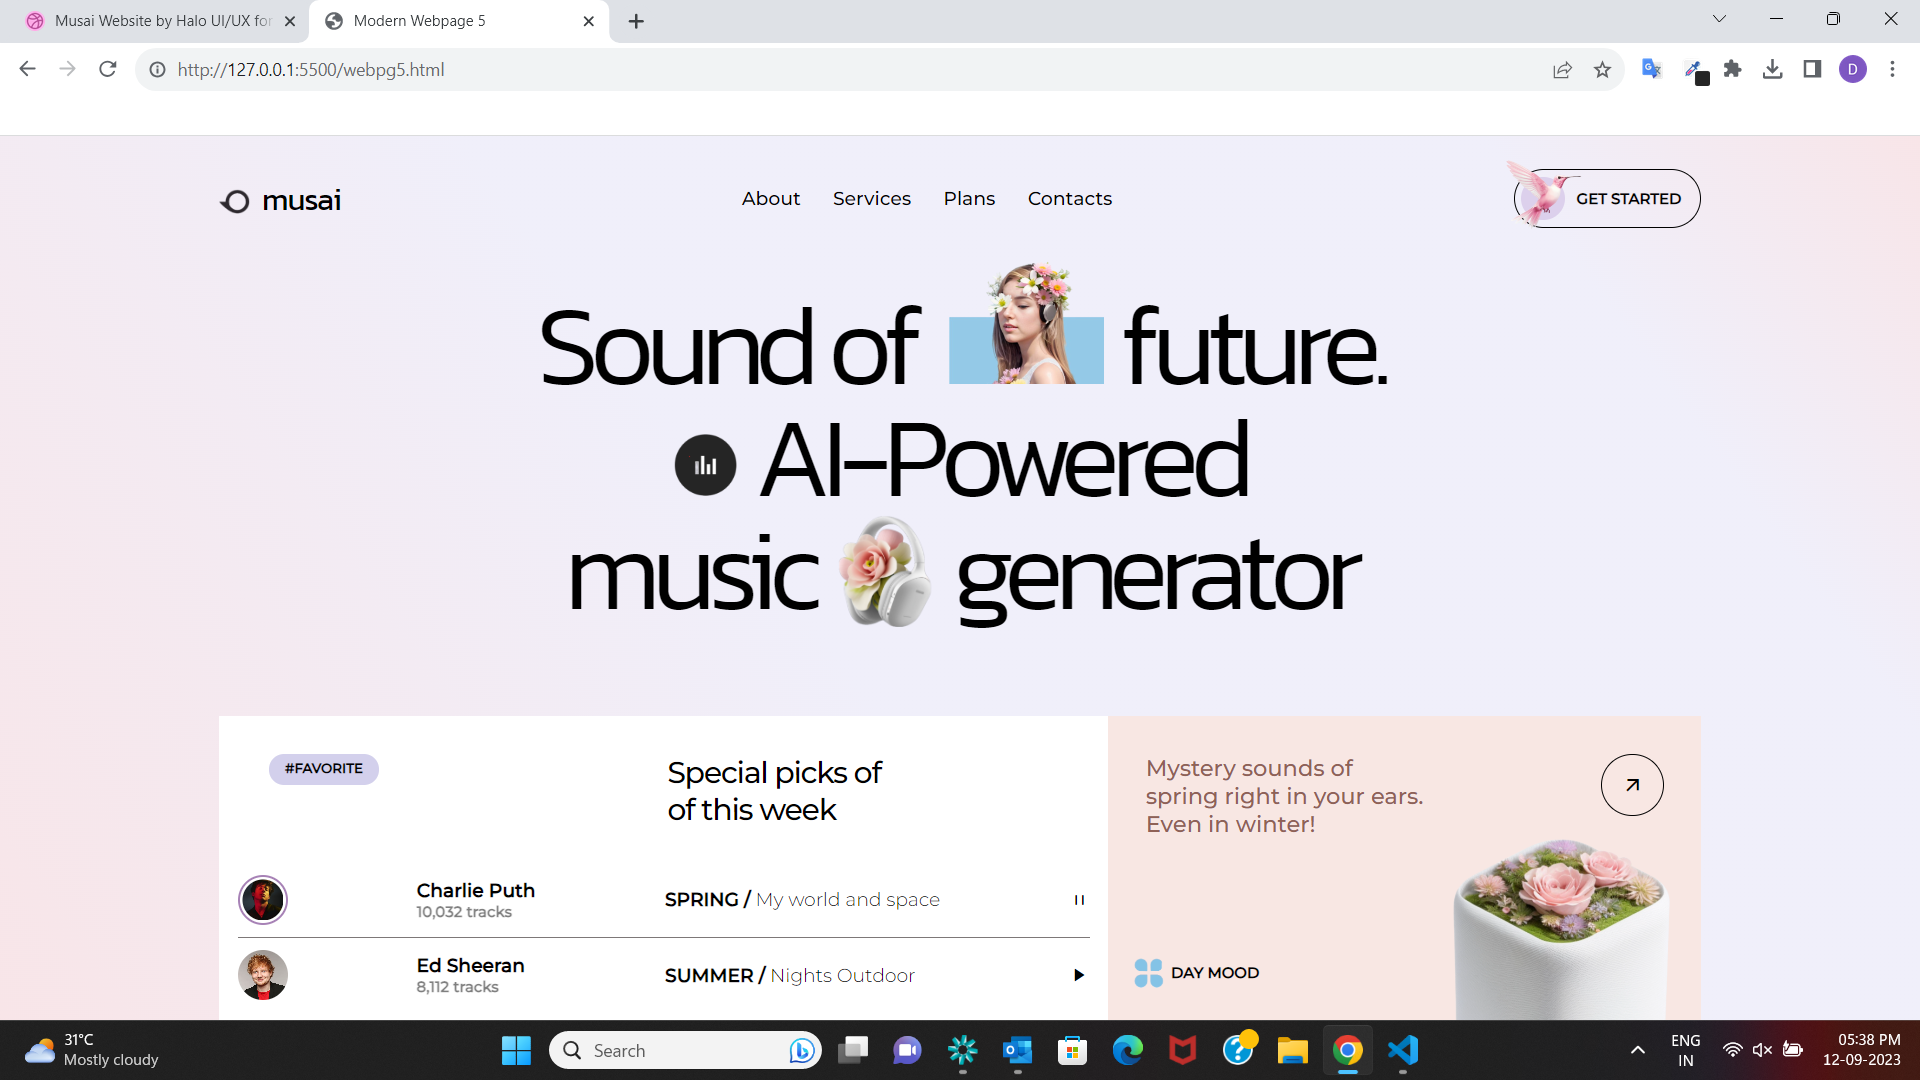 Musai Website by Halo UI/UX for
Modern Webpage 5
http://127.0.0.1:5500/webpg5.html
D
musai
About
Services
Plans
Contacts
GET STARTED
Sound of future.
AI-Powered
music generator
#FAVORITE
Special picks of
of this week
Charlie Puth
10,032 tracks
SPRING / My world and space
Ed Sheeran
8,112 tracks
SUMMER / Nights Outdoor
Mystery sounds of
spring right in your ears.
Even in winter!
DAY MOOD
31°C
Mostly cloudy
Search
ENG
IN
05:38 PM
12-09-2023